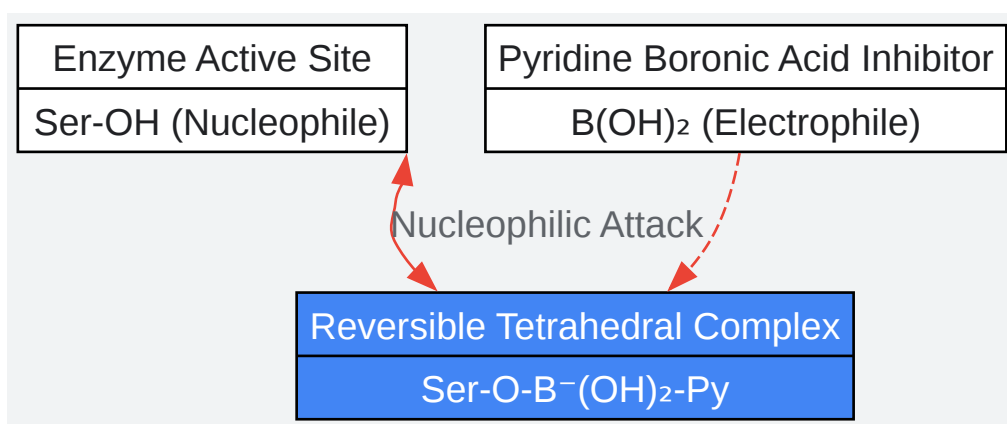 Enzyme Active Site
Ser-OH (Nucleophile)
Pyridine Boronic Acid Inhibitor
B(OH)₂ (Electrophile)
Nucleophilic Attack
Reversible Tetrahedral Complex
Ser-O-B⁻(OH)₂-Py